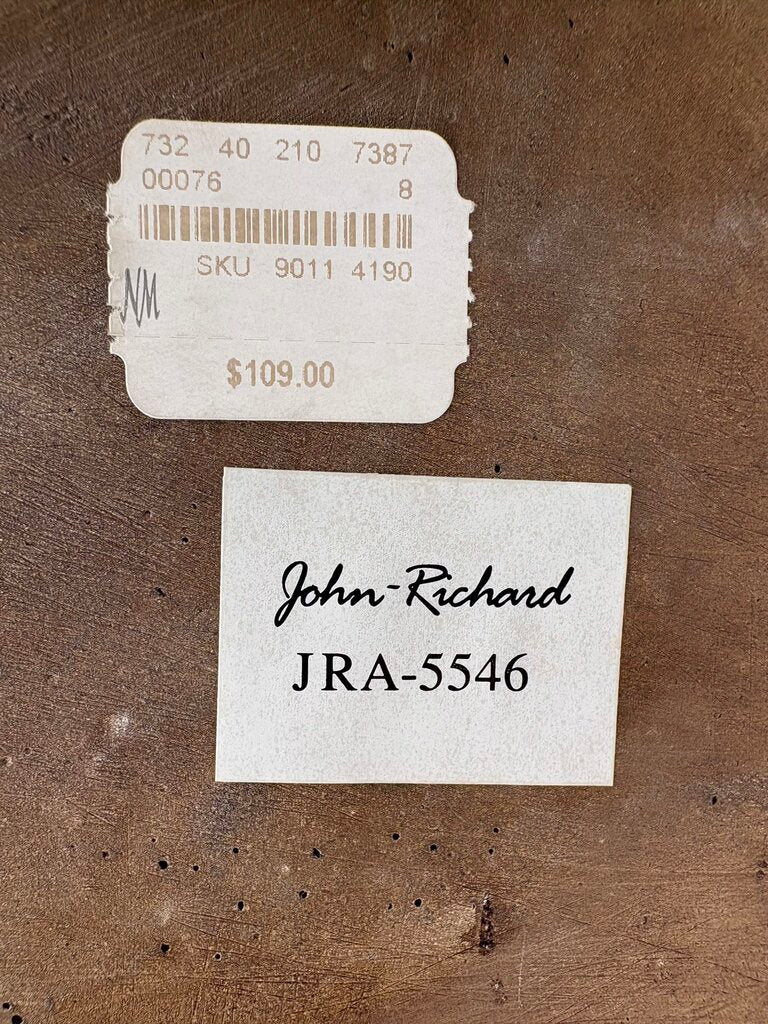 732 40 210 7387
00076 8
SKU 9011 4190
NM
$109.00
John-Richard
JRA-5546